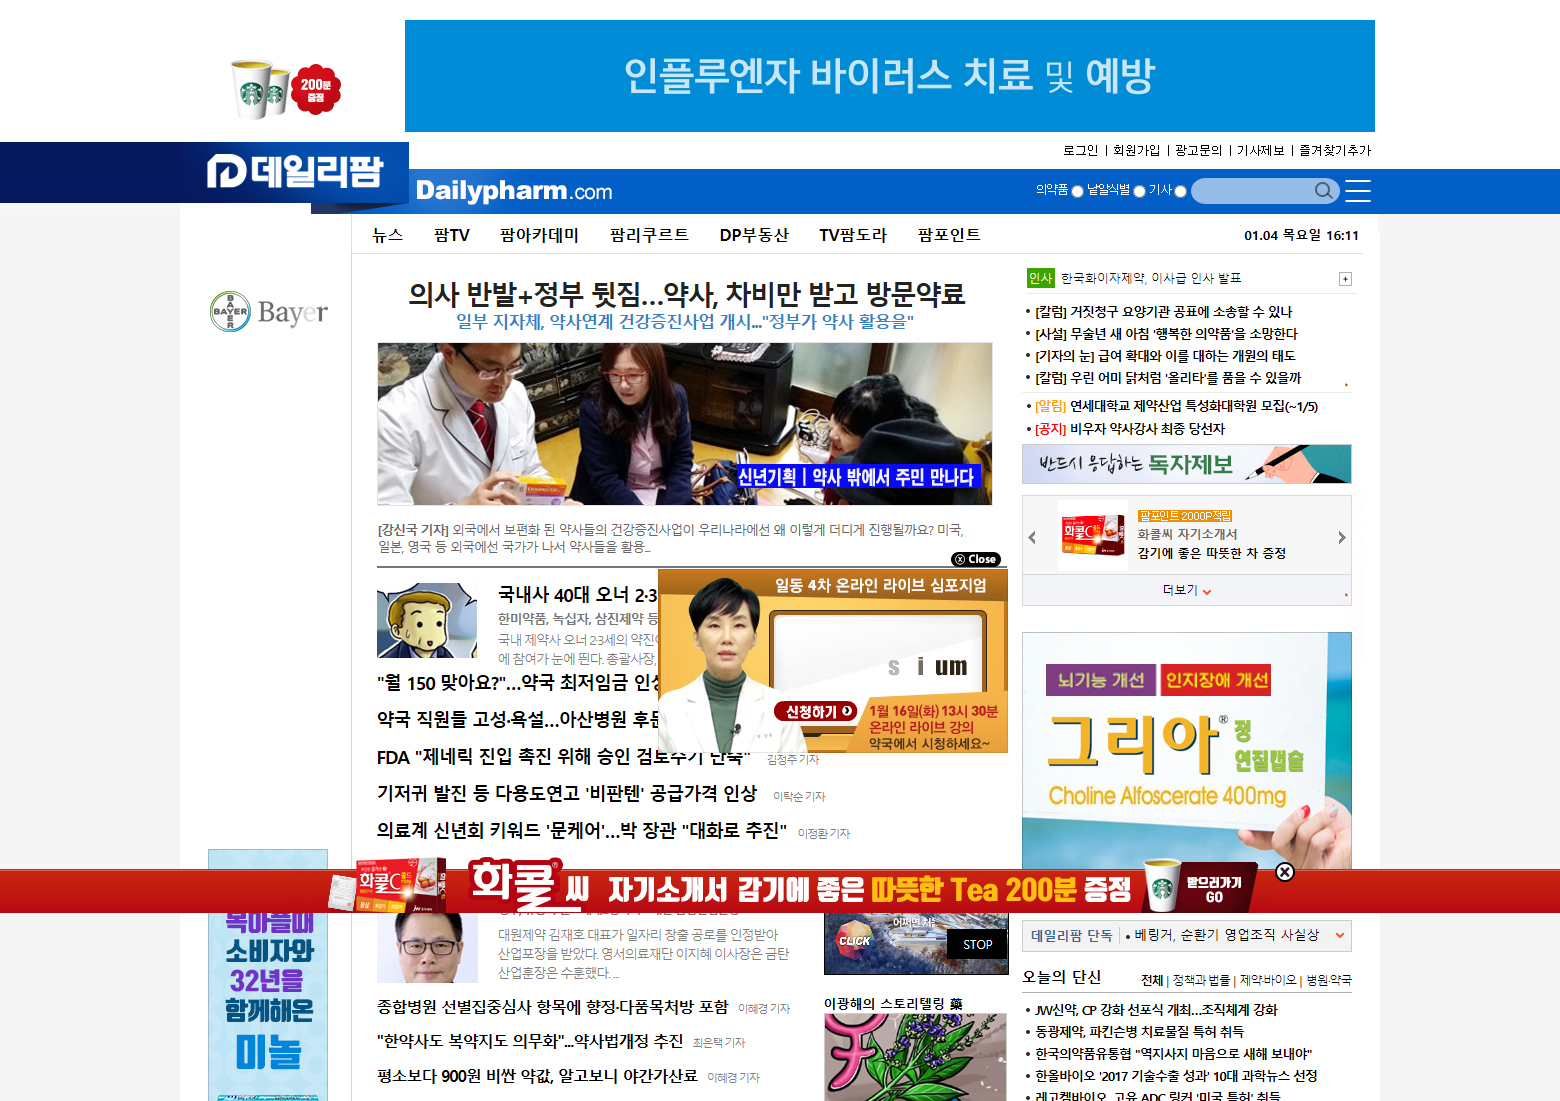 인플루엔자 바이러스 치료 및 예방
200분
증정
로그인 | 회원가입 | 광고문의 | 기사제보 | 즐겨찾기추가
데일리팜
Dailypharm.com
의약품 낱알식별 기사
뉴스 팜TV 팜아카데미 팜리쿠르트 DP부동산 TV팜도라 팜포인트
01.04 목요일 16:11
BAYER
BAYER
Bayer
의사 반발+정부 뒷짐...약사, 차비만 받고 방문약료
일부 지자체, 약사연계 건강증진사업 개시..."정부가 약사 활용을"
신년기획 | 약사 밖에서 주민 만나다
[강신국 기자] 외국에서 보편화 된 약사들의 건강증진사업이 우리나라에선 왜 이렇게 더디게 진행될까요? 미국,
일본, 영국 등 외국에선 국가가 나서 약사들을 활용...
Close
국내사 40대 오너 2·3
한미약품, 녹십자, 삼진제약 등
국내 제약사 오너 2·3세의 약진이
에 참여가 눈에 띈다. 총괄사장,
일동 4차 온라인 라이브 심포지엄
s i um
신청하기
1월 16일(화) 13시 30분
온라인 라이브 강의
약국에서 시청하세요~
"월 150 맞아요?"...약국 최저임금 인상
약국 직원들 고성·욕설...아산병원 후문
FDA "제네릭 진입 촉진 위해 승인 검토주기 단축" 김정주 기자
기저귀 발진 등 다용도연고 '비판텐' 공급가격 인상 이탁순 기자
의료계 신년회 키워드 '문케어'...박 장관 "대화로 추진" 이정환 기자
인사 한국화이자제약, 이사급 인사 발표
[칼럼] 거짓청구 요양기관 공표에 소송할 수 있나
[사설] 무술년 새 아침 '행복한 의약품'을 소망한다
[기자의 눈] 급여 확대와 이를 대하는 개원의 태도
[칼럼] 우린 어미 닭처럼 '올리타'를 품을 수 있을까
[알림] 연세대학교 제약산업 특성화대학원 모집(~1/5)
[공지] 비우자 약사강사 최종 당선자
반드시 응답하는 독자제보
팜포인트 2000P적립
화콜씨 자기소개서
감기에 좋은 따뜻한 차 증정
더보기
뇌기능 개선 인지장애 개선
그리아® 정
연질캡슐
Choline Alfoscerate 400mg
화콜C
화콜®씨 자기소개서 감기에 좋은 따뜻한 Tea 200분 증정
받으러가기
GO
목아플때
소비자와
32년을
함께해온
미놀
대원제약 김재호 대표가 일자리 창출 공로를 인정받아
산업포장을 받았다. 영서의료재단 이지혜 이사장은 금탄
산업훈장은 수훈했다. ...
종합병원 선별집중심사 항목에 향정·다품목처방 포함 이혜경 기자
"한약사도 복약지도 의무화"...약사법개정 추진 최은택 기자
평소보다 900원 비싼 약값, 알고보니 야간가산료 이혜경 기자
CLICK
STOP
이광해의 스토리텔링 藥
데일리팜 단독 베링거, 순환기 영업조직 사실상
오늘의 단신
전체 | 정책과 법률 | 제약·바이오 | 병원·약국
JW신약, CP 강화 선포식 개최...조직체계 강화
동광제약, 파킨슨병 치료물질 특허 취득
한국의약품유통협 "역지사지 마음으로 새해 보내야"
한올바이오 '2017 기술수출 성과' 10대 과학뉴스 선정
레고켐바이오, 고유 ADC 링커 '미국 특허' 취득